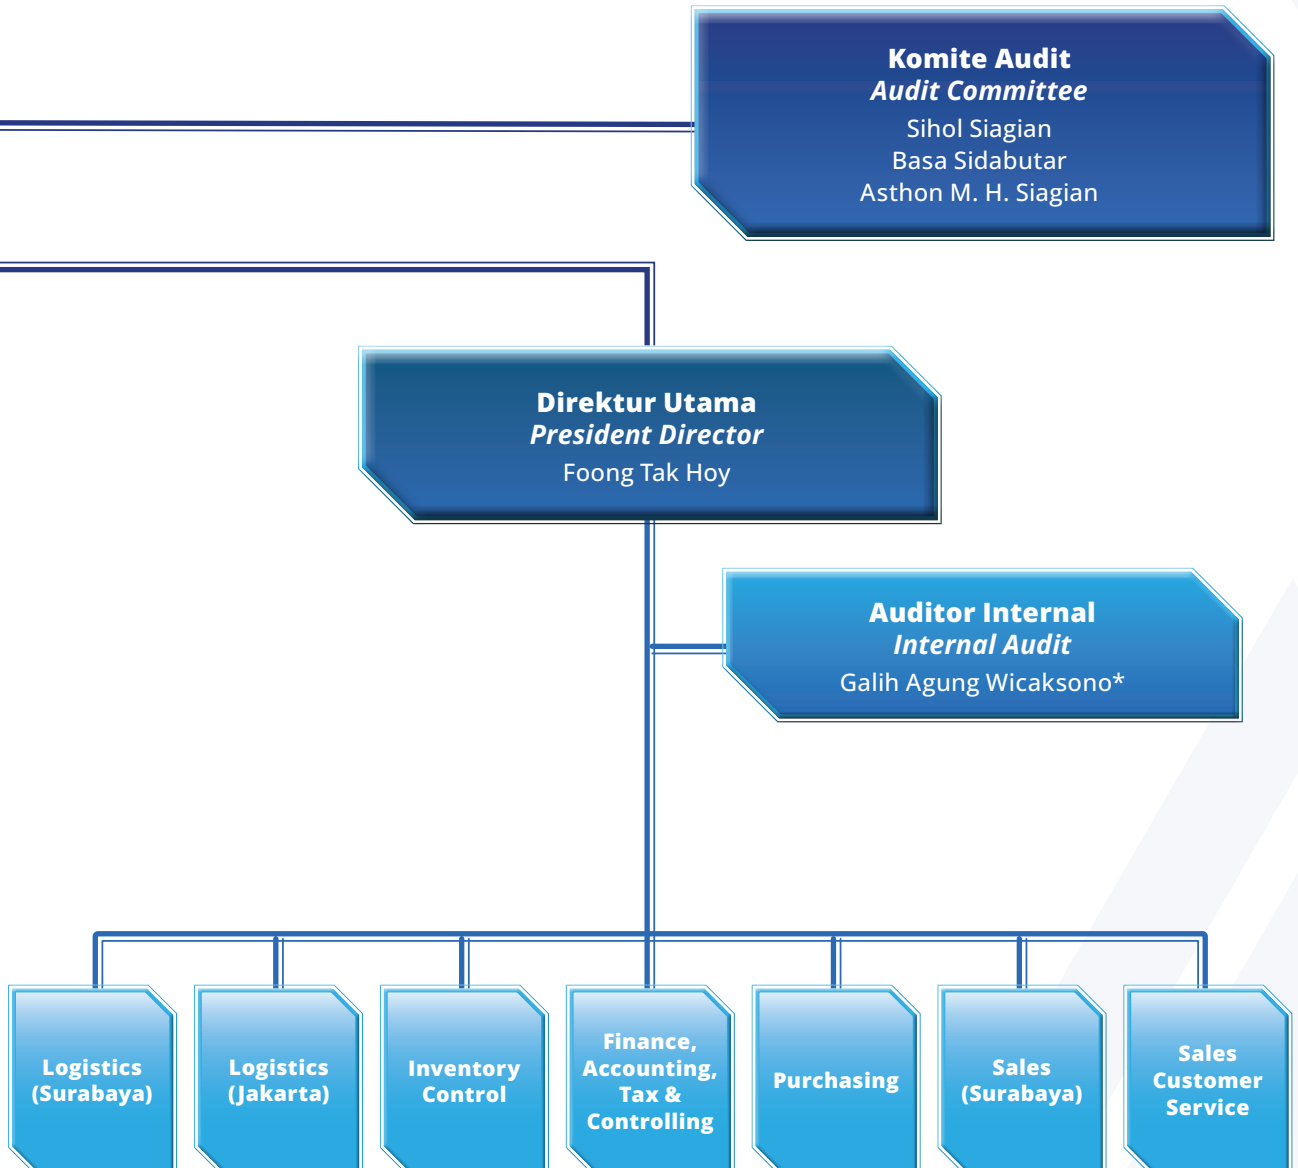 Komite Audit
Audit Committee
Sihol Siagian
Basa Sidabutar
Asthon M. H. Siagian
Direktur Utama
President Director
Foong Tak Hoy
Auditor Internal
Internal Audit
Galih Agung Wicaksono*
Logistics
(Surabaya)
Logistics
(Jakarta)
Inventory
Control
Finance,
Accounting,
Tax &
Controlling
Purchasing
Sales
(Surabaya)
Sales
Customer
Service